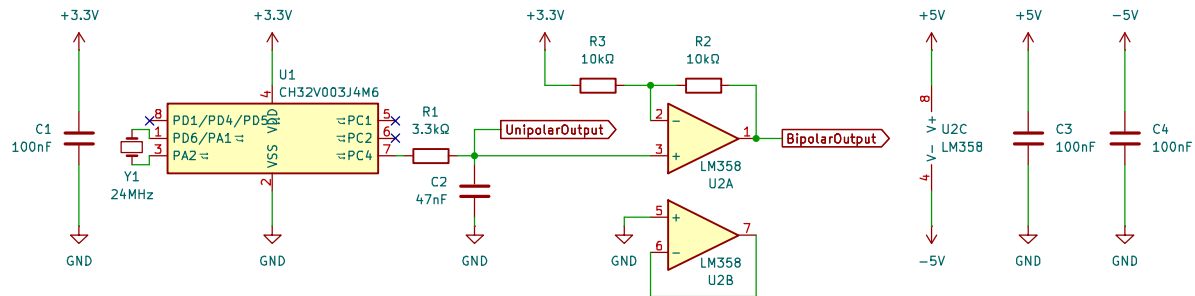 +3.3V
+3.3V
+3.3V
+5V
+5V
-5V
R3
10kΩ
R2
10kΩ
U1
CH32V003J4M6
4
VDD
8
PD1/PD4/PD5
1
PD6/PA1
3
PA2
5
PC1
6
PC2
7
PC4
VSS
2
C1
100nF
Y1
24MHz
R1
3.3kΩ
UnipolarOutput
C2
47nF
2
−
3
+
1
LM358
U2A
BipolarOutput
5
+
6
−
7
LM358
U2B
8
V+
U2C
LM358
V-
4
C3
100nF
C4
100nF
GND
GND
GND
GND
-5V
GND
GND